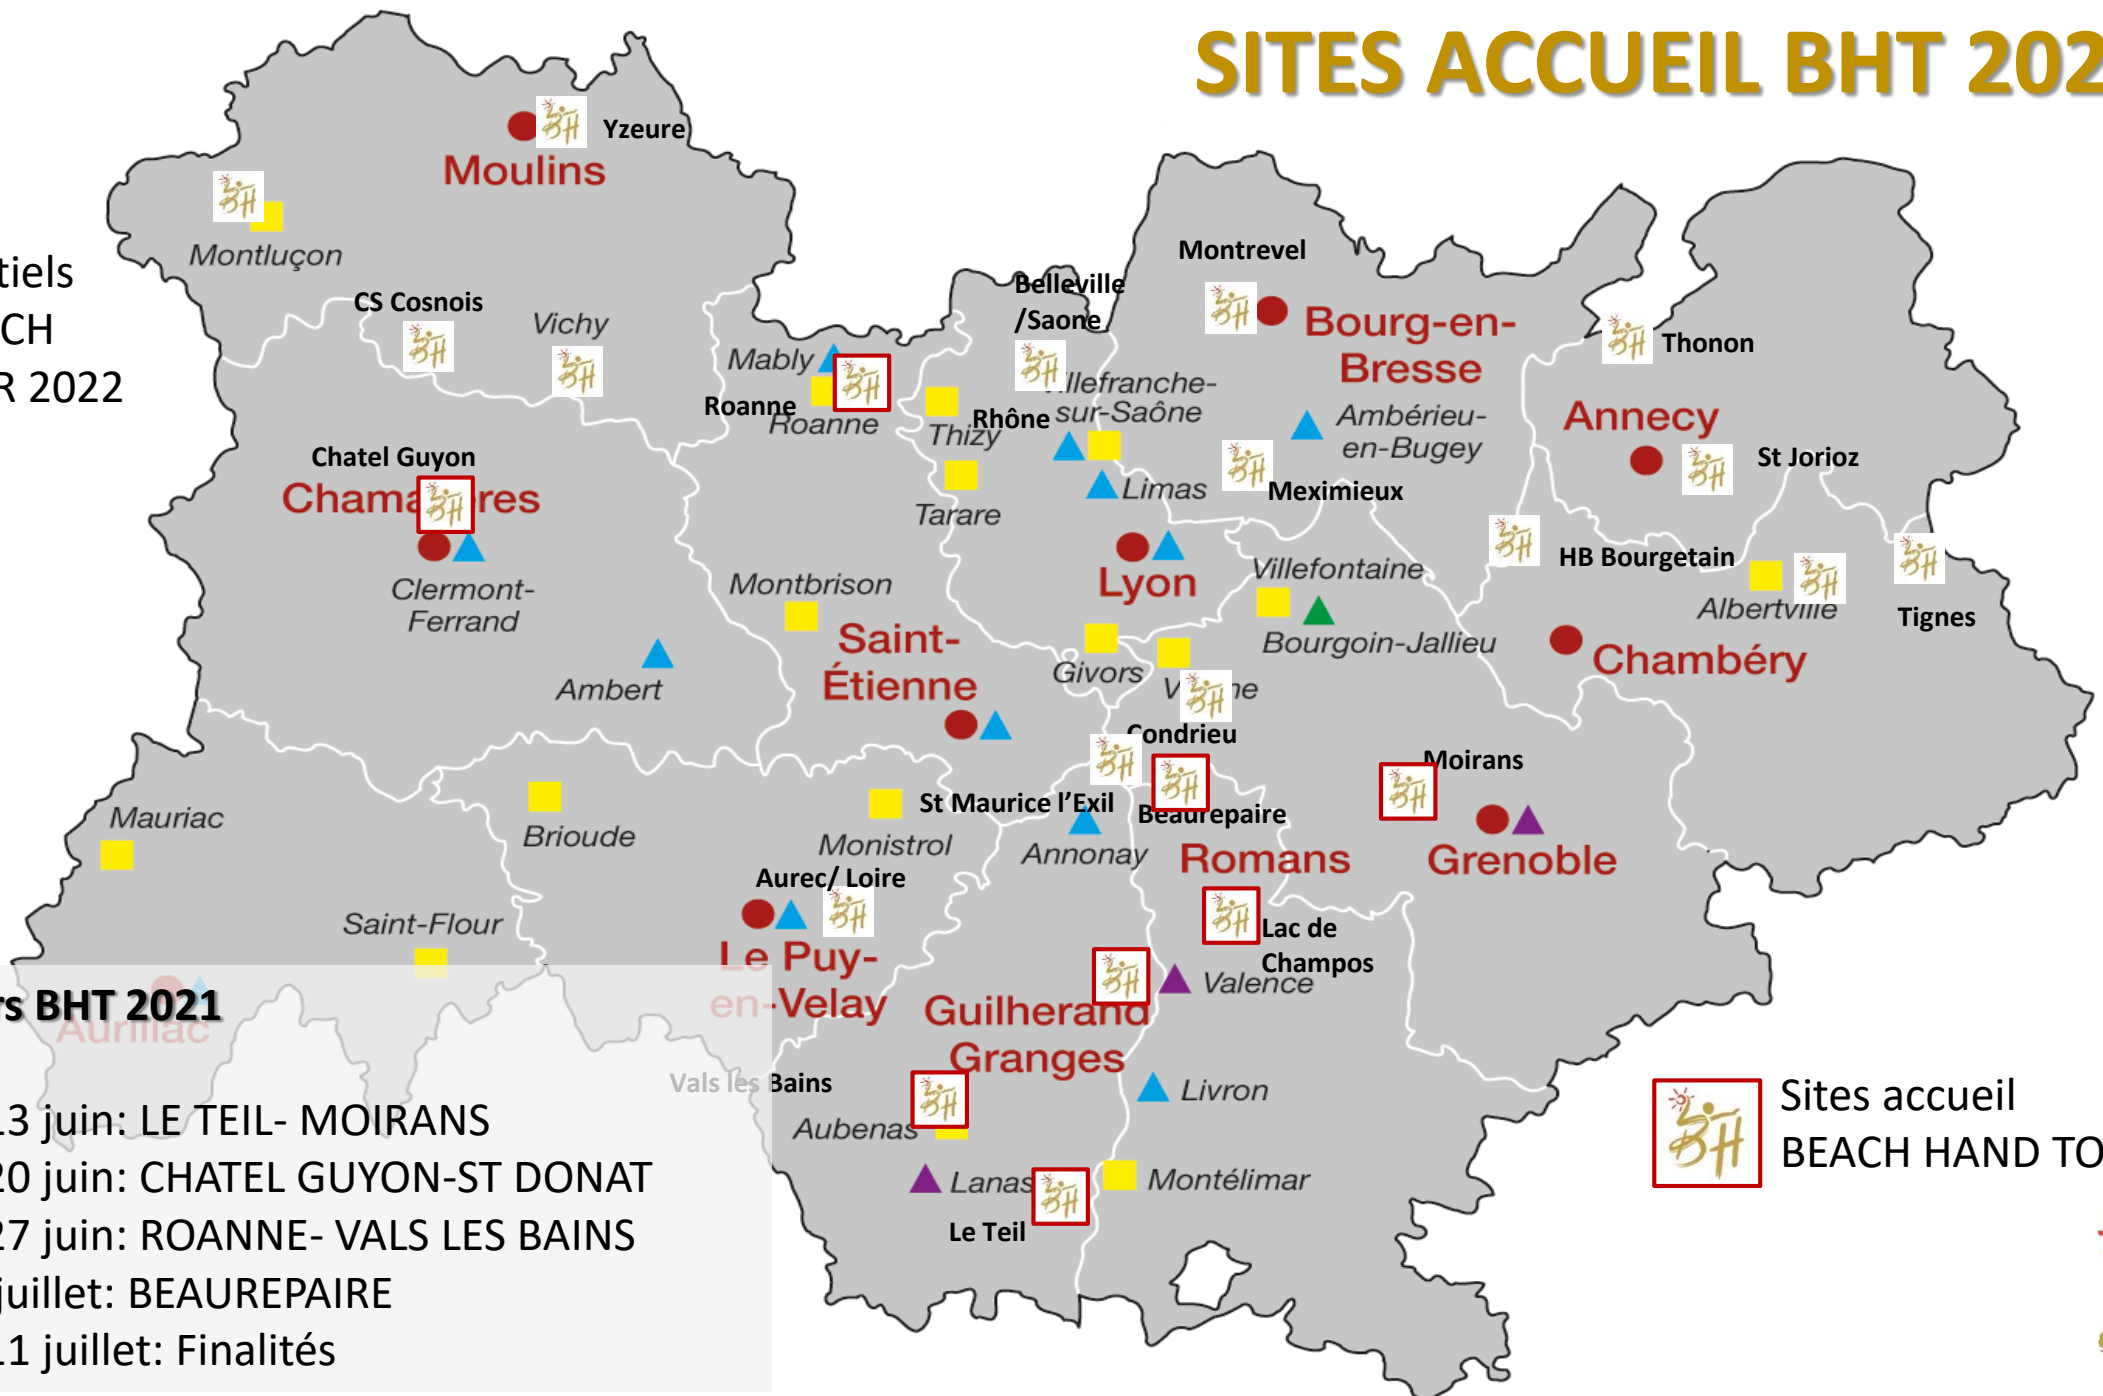 SITES ACCUEIL BHT 202
Yzeure
Moulins
Montluçon
tiels
CH
R 2022
CS Cosnois
Vichy
Montrevel
Belleville
/Saone
Bourg-en-
Bresse
Thonon
Mably
Roanne
Roanne
Thizy
Rhône
sur-Saône
Ambérieu-
en-Bugey
Annecy
St Jorioz
Chatel Guyon
Tarare
Limas
Meximieux
Clermont-
Ferrand
Lyon
Villefontaine
HB Bourgetain
Albertville
Tignes
Montbrison
Saint-
Étienne
Givors
Bourgoin-Jallieu
Chambéry
Ambert
Condrieu
Moirans
Mauriac
Brioude
Monistrol
St Maurice l'Exil
Beaurepaire
Annonay
Romans
Grenoble
Aurec/ Loire
Saint-Flour
Le Puy-
en-Velay
Lac de
Champos
Valence
Guilherand
Granges
Aurillac
Vals les Bains
Aubenas
Livron
Lanas
Montélimar
Le Teil
rs BHT 2021
13 juin: LE TEIL- MOIRANS
20 juin: CHATEL GUYON-ST DONAT
27 juin: ROANNE- VALS LES BAINS
juillet: BEAUREPAIRE
11 juillet: Finalités
Sites accueil
BEACH HAND TO
BH